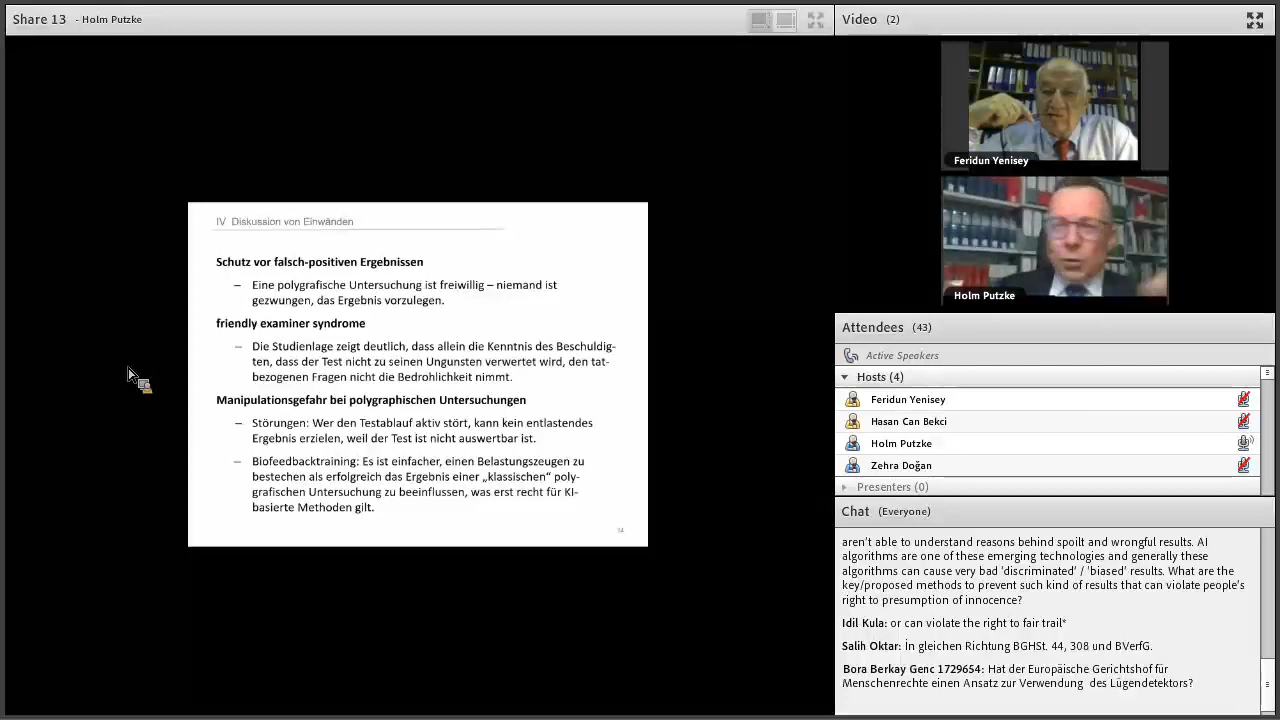 Share 13 - Holm Putzke
IV Diskussion von Einwänden
Schutz vor falsch-positiven Ergebnissen
– Eine polygrafische Untersuchung ist freiwillig – niemand ist
gezwungen, das Ergebnis vorzulegen.
friendly examiner syndrome
– Die Studienlage zeigt deutlich, dass allein die Kenntnis des Beschuldig-
ten, dass der Test nicht zu seinen Ungunsten verwertet wird, den tat-
bezogenen Fragen nicht die Bedrohlichkeit nimmt.
Manipulationsgefahr bei polygraphischen Untersuchungen
– Störungen: Wer den Testablauf aktiv stört, kann kein entlastendes
Ergebnis erzielen, weil der Test ist nicht auswertbar ist.
– Biofeedbacktraining: Es ist einfacher, einen Belastungszeugen zu
bestechen als erfolgreich das Ergebnis einer „klassischen“ poly-
grafischen Untersuchung zu beeinflussen, was erst recht für KI-
basierte Methoden gilt.
Video (2)
Feridun Yenisey
Holm Putzke
Attendees (43)
Active Speakers
Hosts (4)
Feridun Yenisey
Hasan Can Bekci
Holm Putzke
Zehra Doğan
Presenters (0)
Chat (Everyone)
aren't able to understand reasons behind spoilt and wrongful results. AI
algorithms are one of these emerging technologies and generally these
algorithms can cause very bad 'discriminated' / 'biased' results. What are the
key/proposed methods to prevent such kind of results that can violate people's
right to presumption of innocence?
Idil Kula: or can violate the right to fair trail*
Salih Oktar: İn gleichen Richtung BGHSt. 44, 308 und BVerfG.
Bora Berkay Genc 1729654: Hat der Europäische Gerichtshof für
Menschenrechte einen Ansatz zur Verwendung des Lügendetektors?